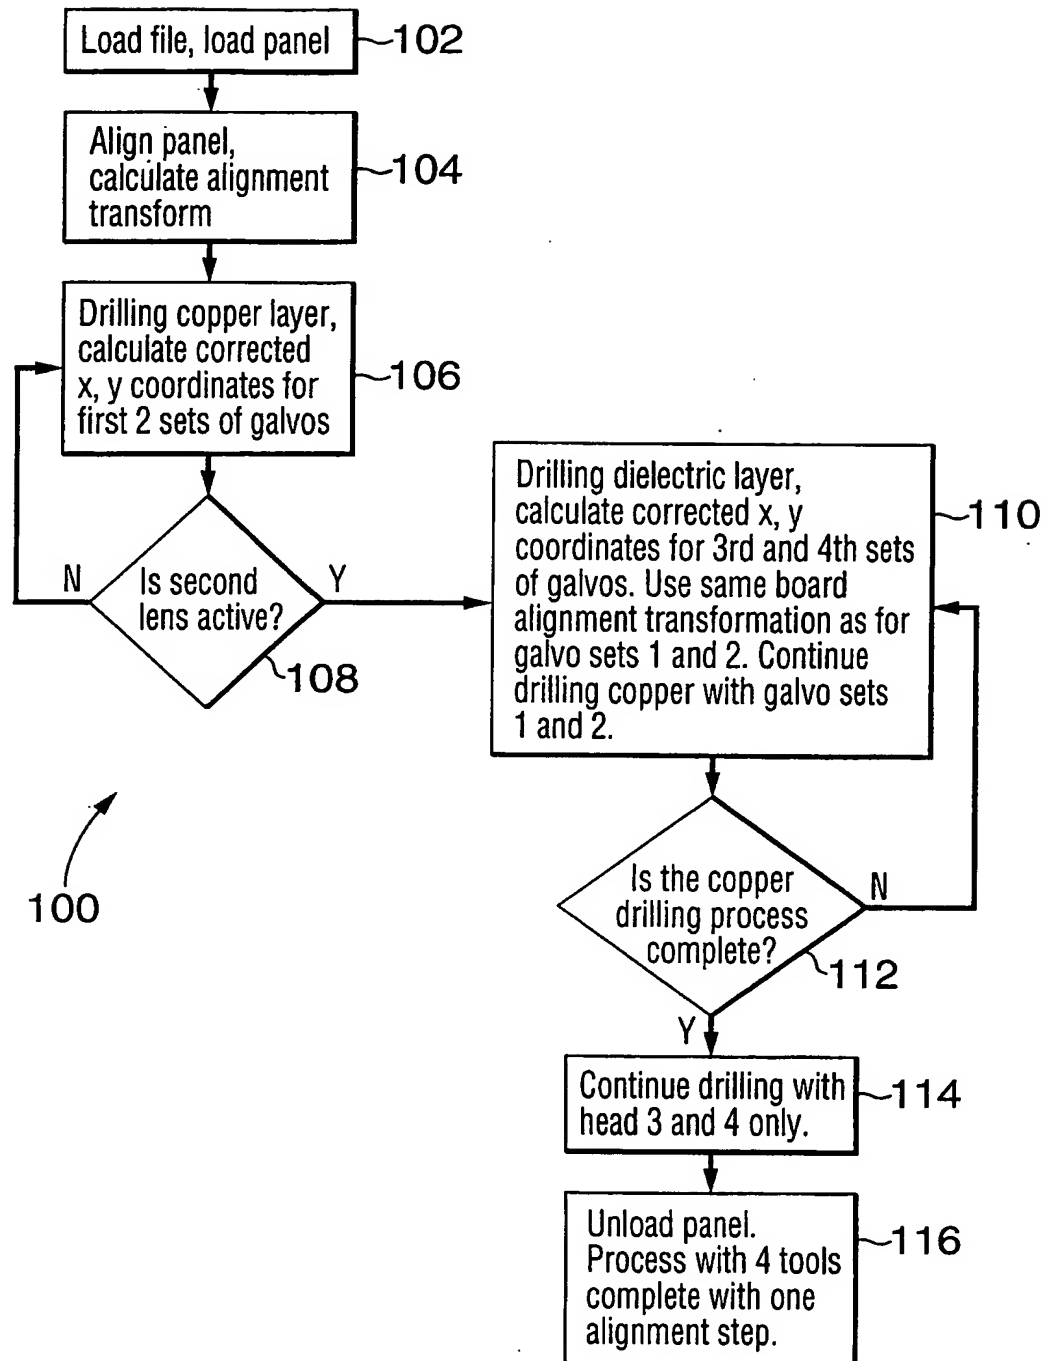 Load file, load panel
102
Align panel,
calculate alignment
transform
104
Drilling copper layer,
calculate corrected
x, y coordinates for
first 2 sets of galvos
106
Is second
lens active?
N
Y
108
Drilling dielectric layer,
calculate corrected x, y
coordinates for 3rd and 4th sets
of galvos. Use same board
alignment transformation as for
galvo sets 1 and 2. Continue
drilling copper with galvo sets
1 and 2.
110
100
Is the copper
drilling process
complete?
N
112
Y
Continue drilling with
head 3 and 4 only.
114
Unload panel.
Process with 4 tools
complete with one
alignment step.
116